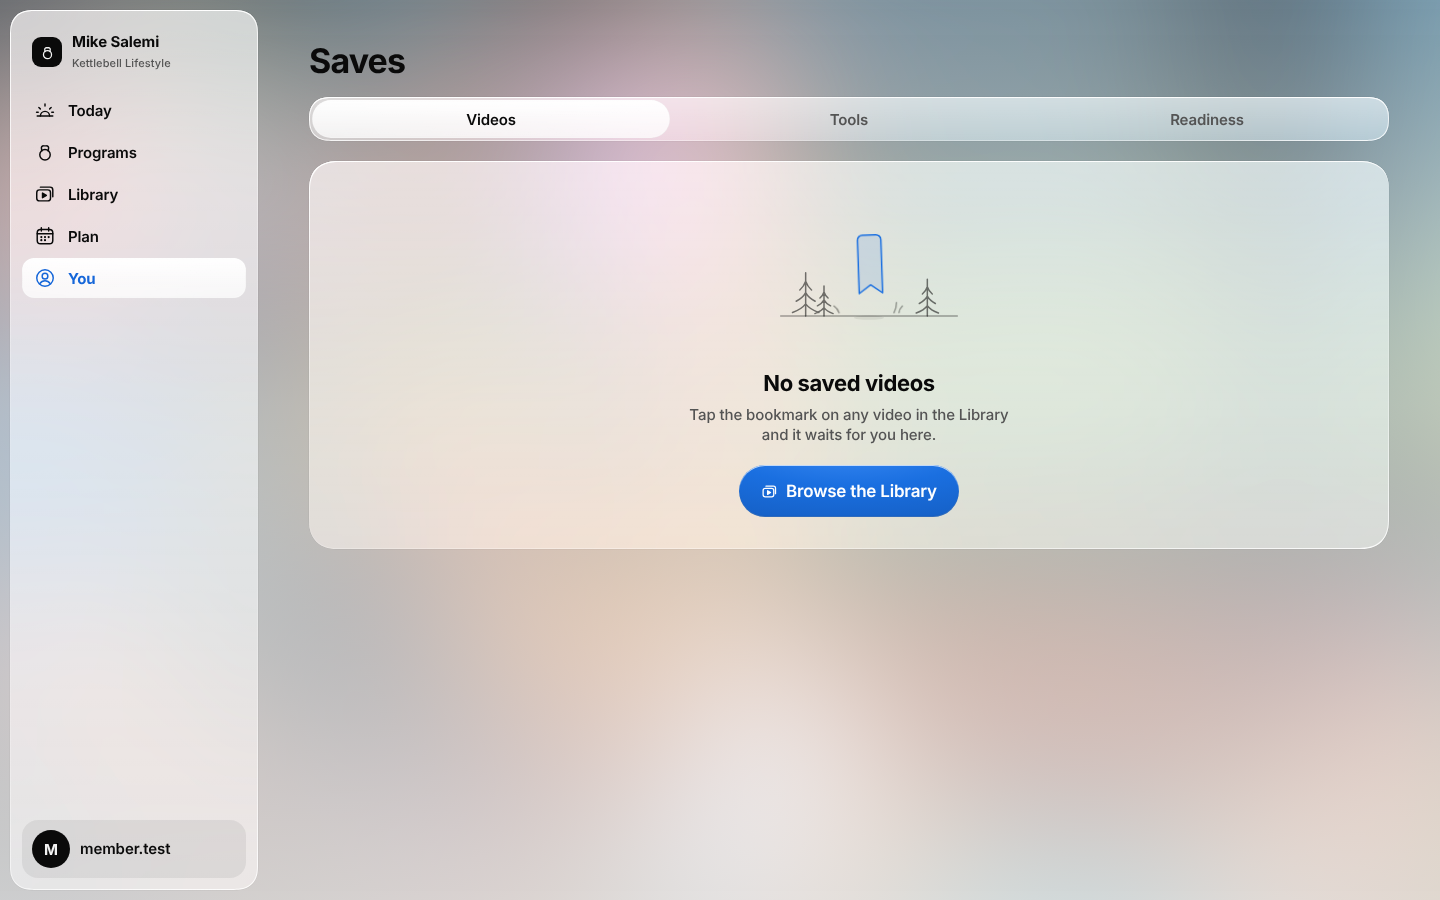 Mike Salemi
Kettlebell Lifestyle
Today
Programs
Library
Plan
You
member.test
M
Saves
Videos
Tools
Readiness
No saved videos
Tap the bookmark on any video in the Library
and it waits for you here.
Browse the Library